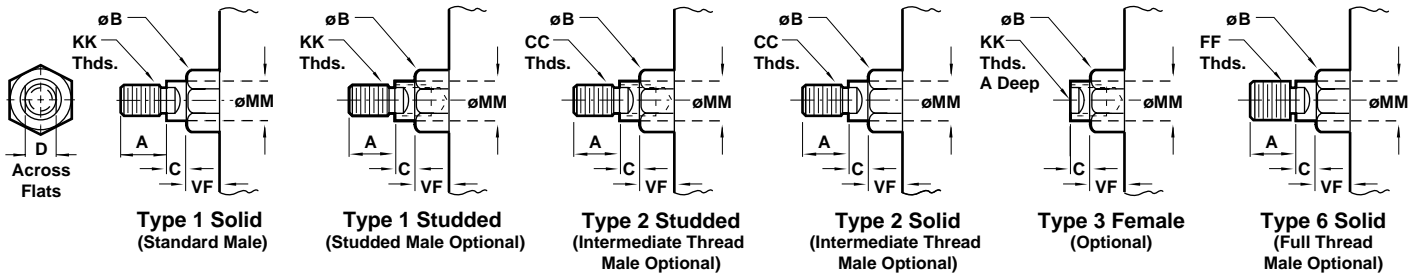 D
Across
Flats
øB
KK
Thds.
øMM
A
C
VF
Type 1 Solid
(Standard Male)
øB
KK
Thds.
øMM
A
C
VF
Type 1 Studded
(Studded Male Optional)
øB
CC
Thds.
øMM
A
C
VF
Type 2 Studded
(Intermediate Thread
Male Optional)
øB
CC
Thds.
øMM
A
C
VF
Type 2 Solid
(Intermediate Thread
Male Optional)
øB
KK
Thds.
A Deep
øMM
C
VF
Type 3 Female
(Optional)
øB
FF
Thds.
øMM
A
C
VF
Type 6 Solid
(Full Thread
Male Optional)